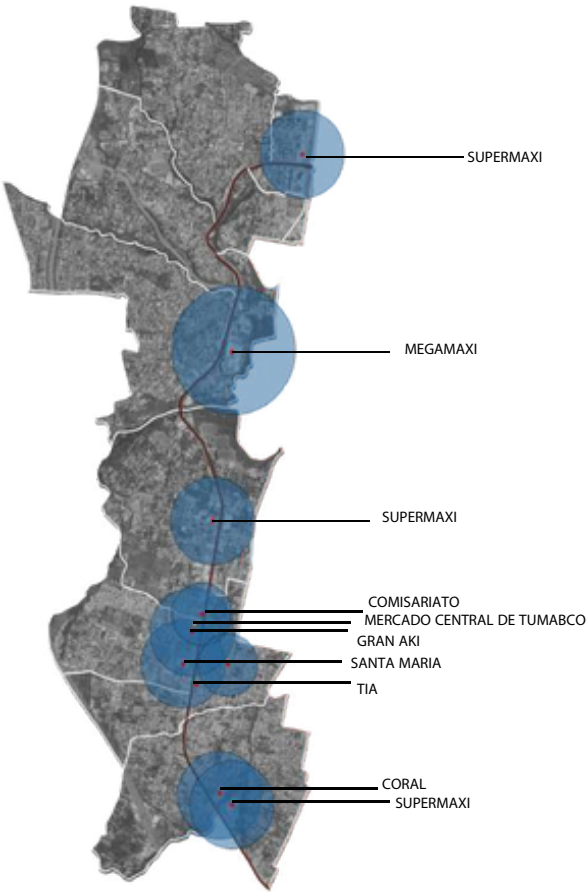 SUPERMAXI
MEGAMAXI
SUPERMAXI
COMISARIATO
MERCADO CENTRAL DE TUMABCO
GRAN AKI
SANTA MARIA
TIA
CORAL
SUPERMAXI